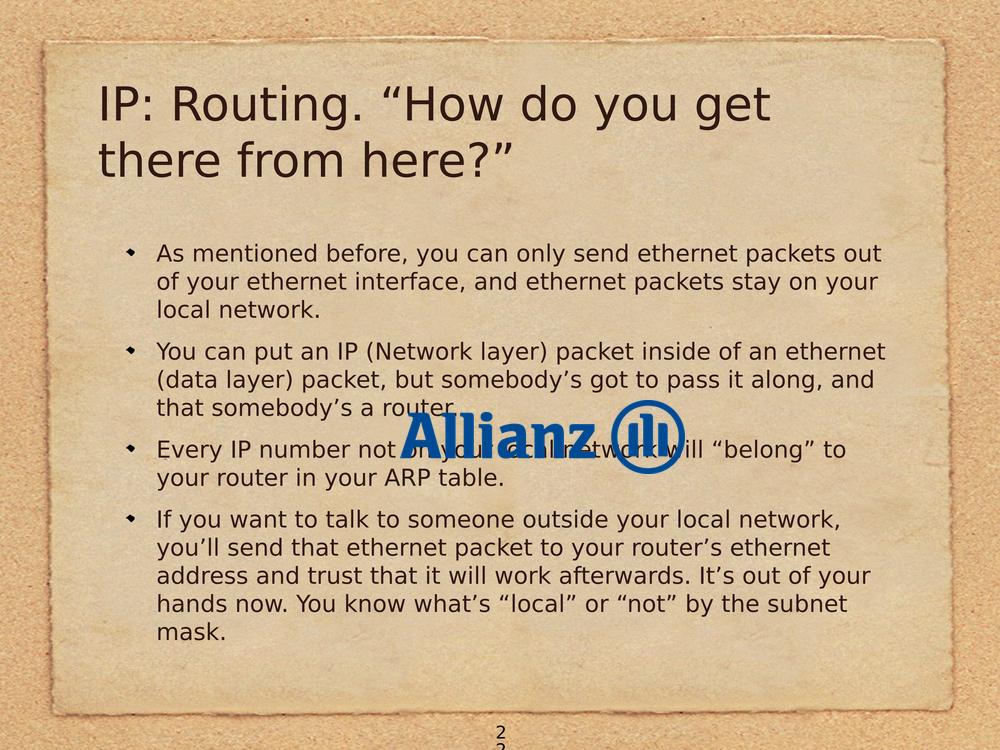 IP: Routing. “How do you get
there from here?”
As mentioned before, you can only send ethernet packets out
of your ethernet interface, and ethernet packets stay on your
local network.
You can put an IP (Network layer) packet inside of an ethernet
(data layer) packet, but somebody’s got to pass it along, and
that somebody’s a router.
Allianz
Every IP number not on your local network will “belong” to
your router in your ARP table.
If you want to talk to someone outside your local network,
you’ll send that ethernet packet to your router’s ethernet
address and trust that it will work afterwards. It’s out of your
hands now. You know what’s “local” or “not” by the subnet
mask.
2
2